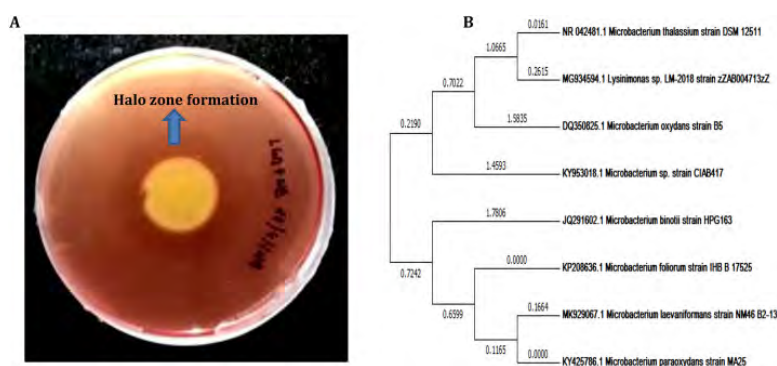 A
Halo zone formation
B
0.0161
NR 042481.1 Microbacterium thalassium strain DSM 12511
1.0665
0.2615
MG934594.1 Lysinimonas sp. LM-2018 strain zZAB004713zZ
0.7022
1.5835
DQ350825.1 Microbacterium oxydans strain B5
0.2190
1.4593
KY953018.1 Microbacterium sp. strain CIAB417
1.7806
JQ291602.1 Microbacterium binotii strain HPG163
0.7242
0.0000
KP208636.1 Microbacterium foliorum strain IHB B 17525
0.6599
0.1664
MK929067.1 Microbacterium laevaniformans strain NM46 B2-13
0.1165
0.0000
KY425786.1 Microbacterium paraoxydans strain MA25